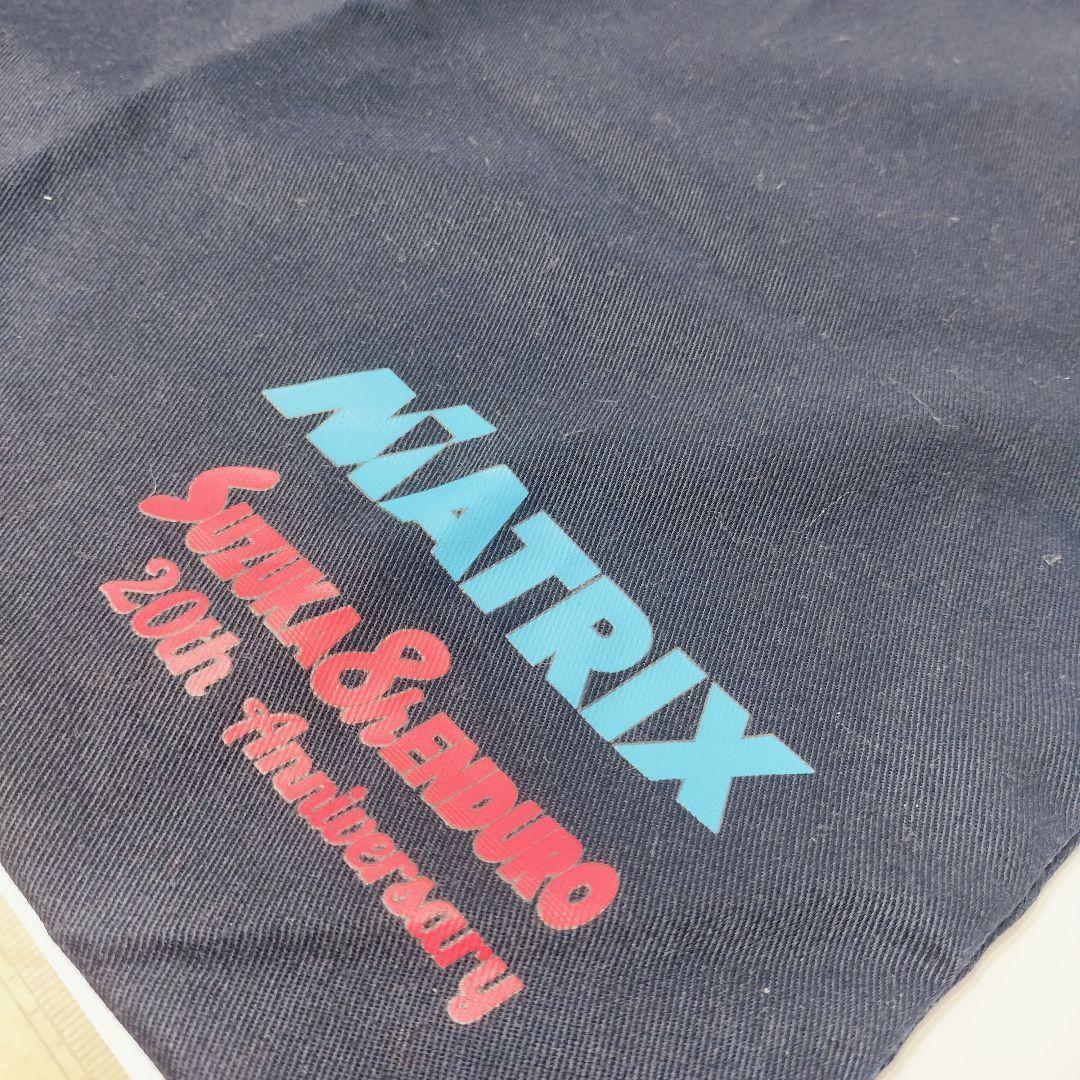 MATRIX
SUZUKA8hENDURO
20th Anniversary